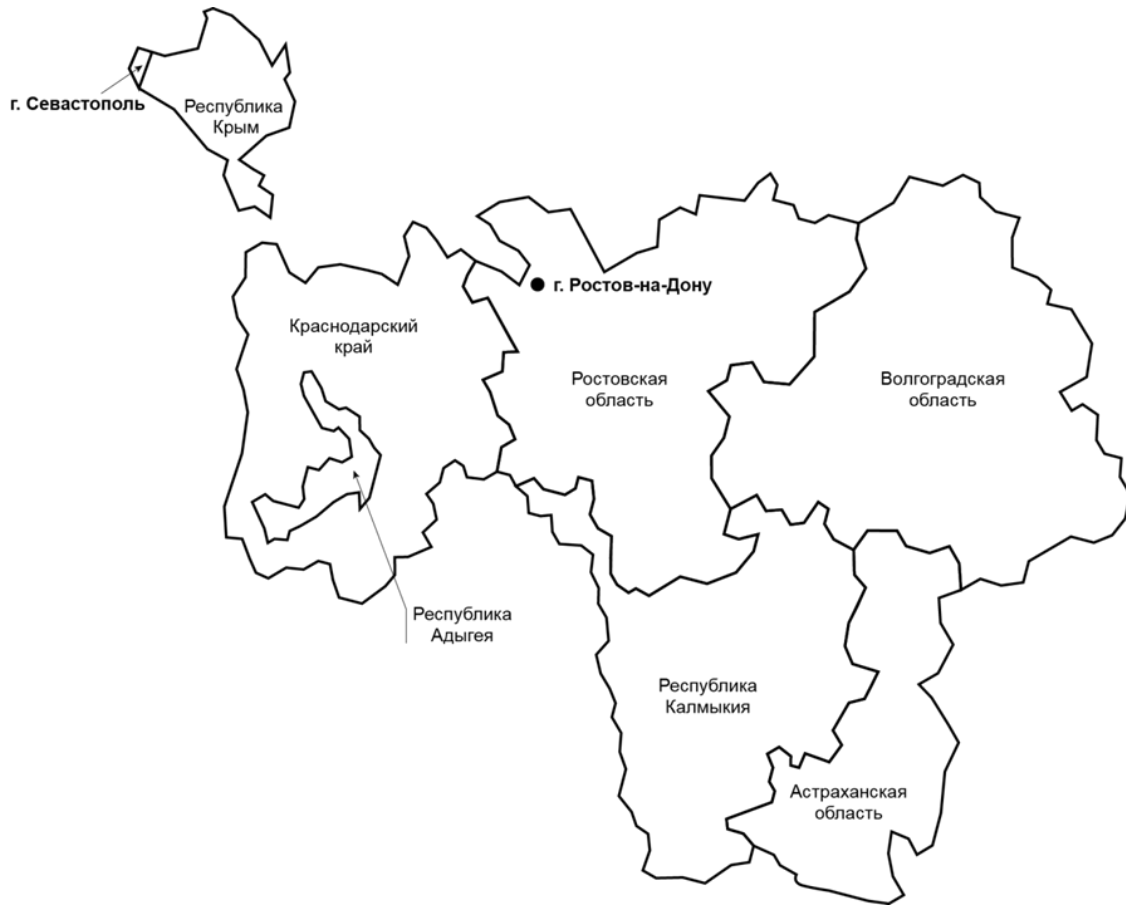 г. Севастополь
Республика
Крым
г. Ростов-на-Дону
Краснодарский
край
Ростовская
область
Волгоградская
область
Республика
Адыгея
Республика
Калмыкия
Астраханская
область